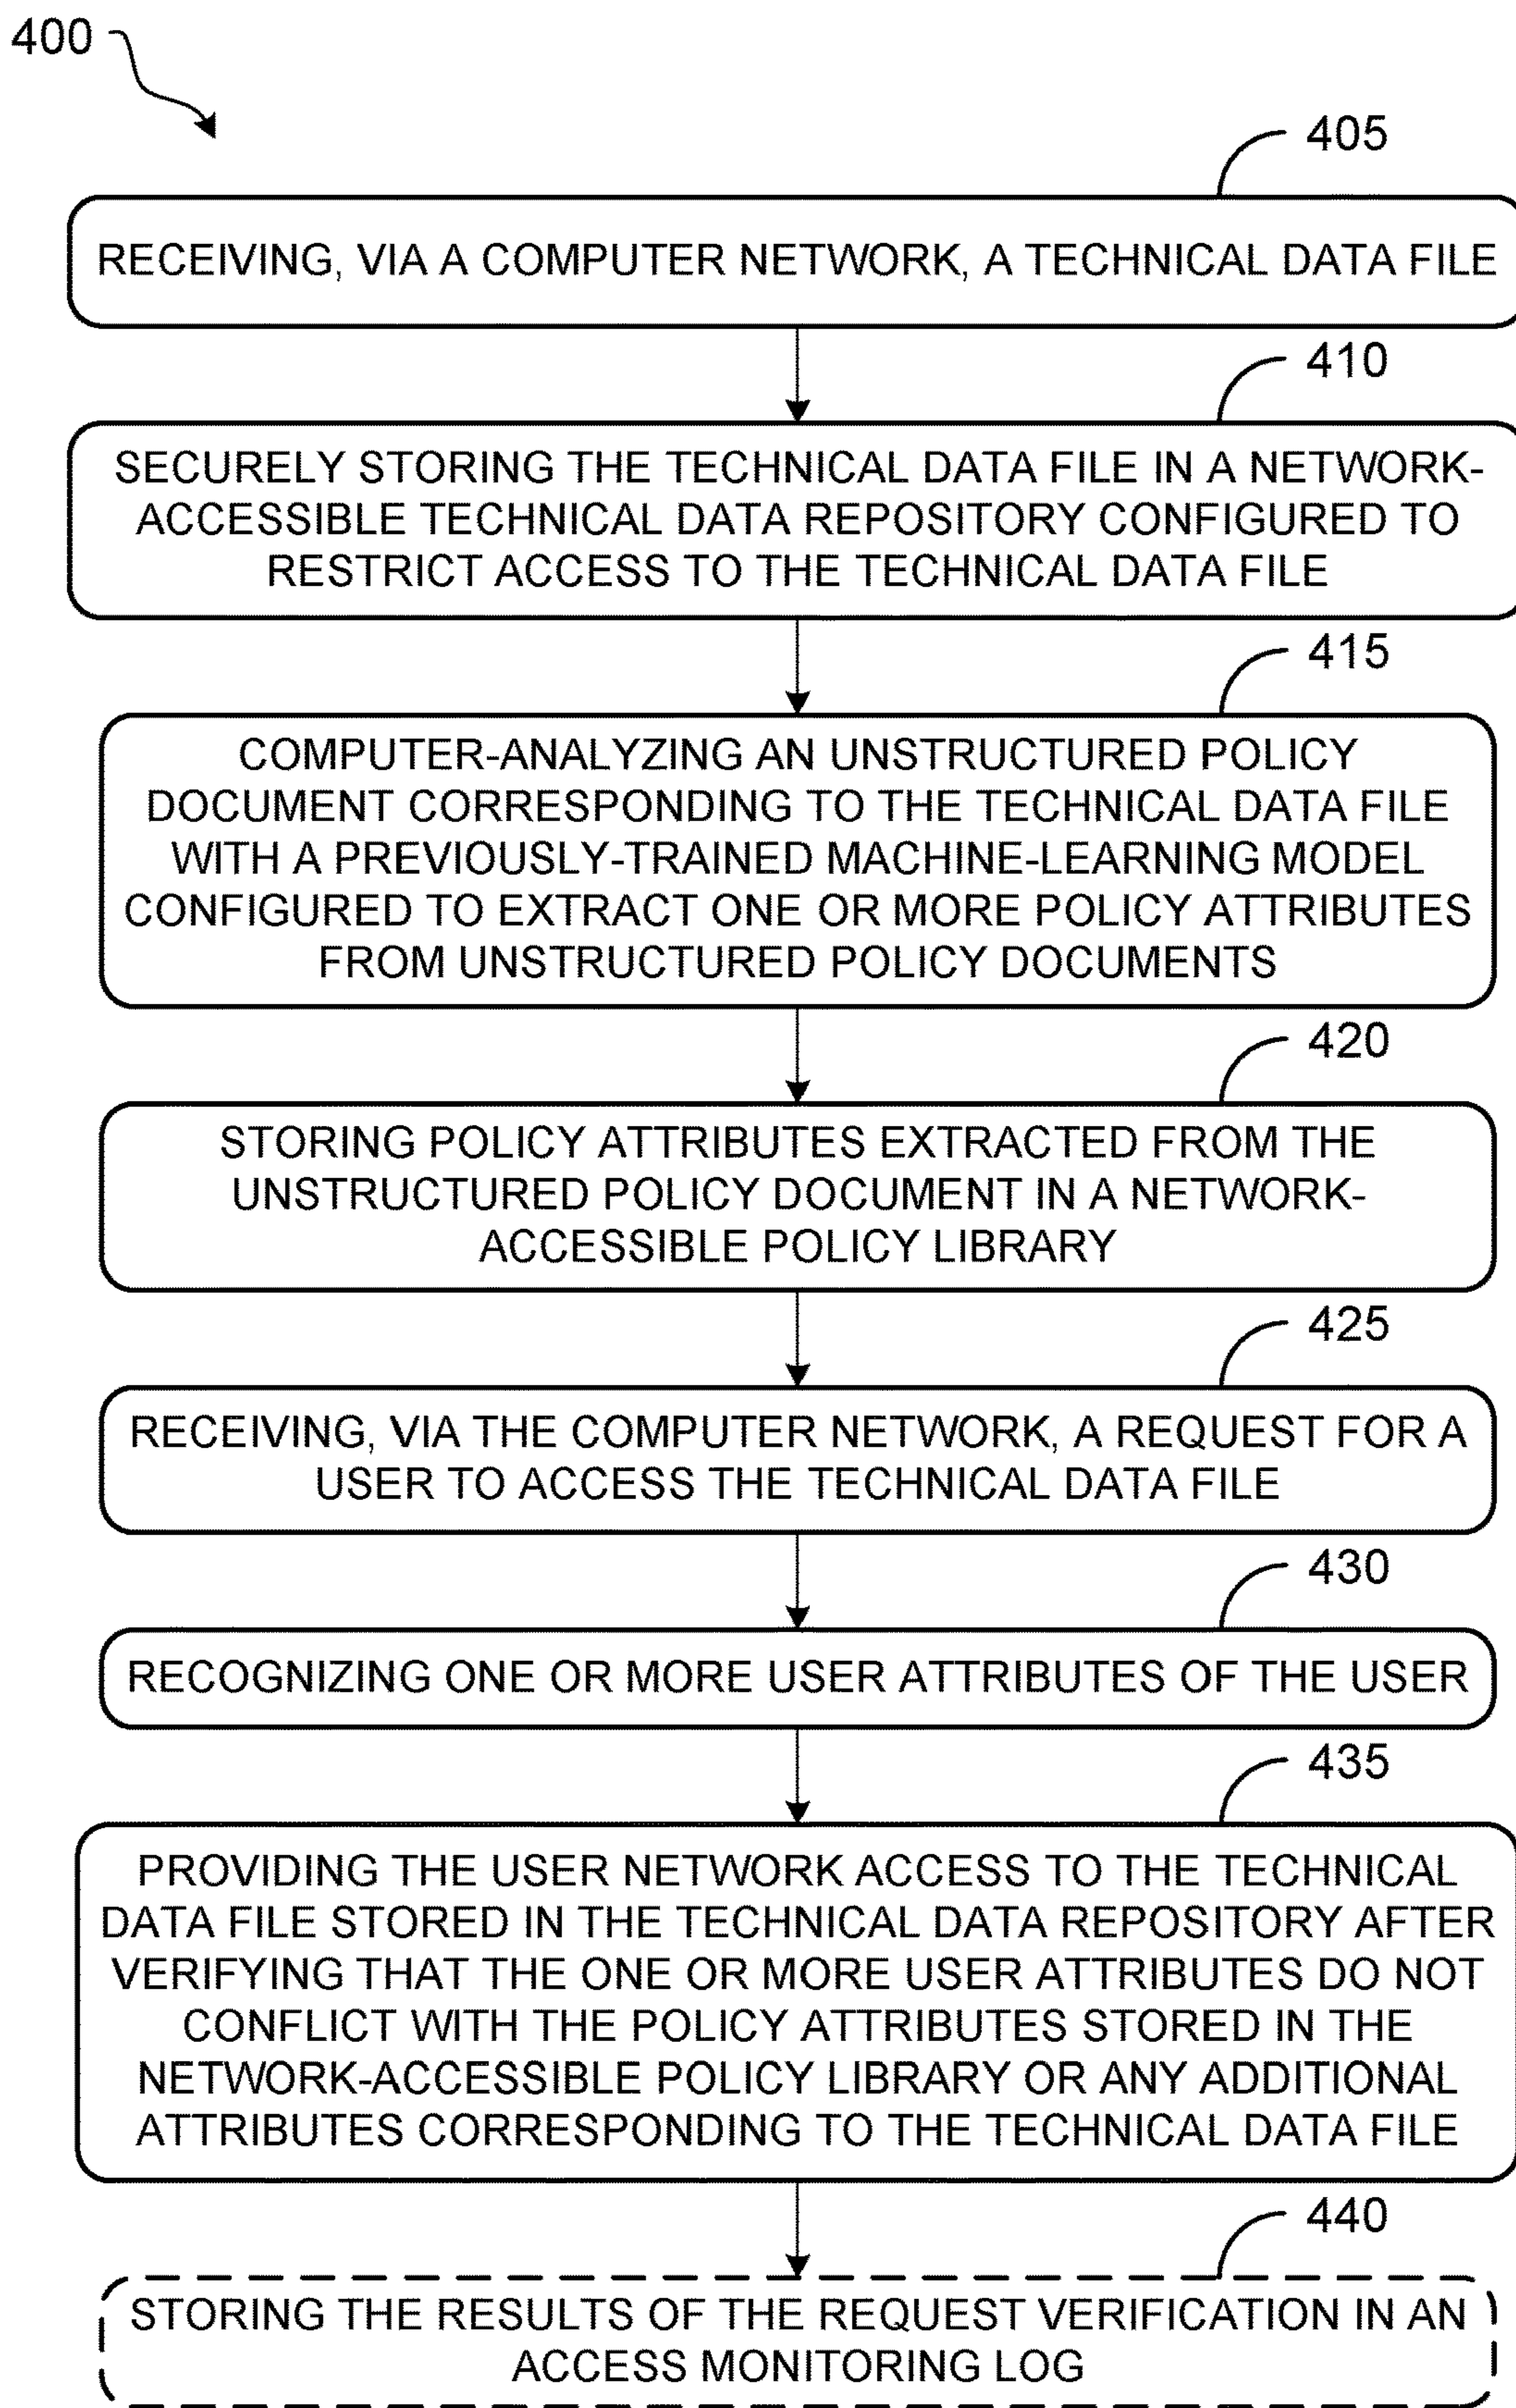 400
405
RECEIVING, VIA A COMPUTER NETWORK, A TECHNICAL DATA FILE
410
SECURELY STORING THE TECHNICAL DATA FILE IN A NETWORK-
ACCESSIBLE TECHNICAL DATA REPOSITORY CONFIGURED TO
RESTRICT ACCESS TO THE TECHNICAL DATA FILE
415
COMPUTER-ANALYZING AN UNSTRUCTURED POLICY
DOCUMENT CORRESPONDING TO THE TECHNICAL DATA FILE
WITH A PREVIOUSLY-TRAINED MACHINE-LEARNING MODEL
CONFIGURED TO EXTRACT ONE OR MORE POLICY ATTRIBUTES
FROM UNSTRUCTURED POLICY DOCUMENTS
420
STORING POLICY ATTRIBUTES EXTRACTED FROM THE
UNSTRUCTURED POLICY DOCUMENT IN A NETWORK-
ACCESSIBLE POLICY LIBRARY
425
RECEIVING, VIA THE COMPUTER NETWORK, A REQUEST FOR A
USER TO ACCESS THE TECHNICAL DATA FILE
430
RECOGNIZING ONE OR MORE USER ATTRIBUTES OF THE USER
435
PROVIDING THE USER NETWORK ACCESS TO THE TECHNICAL
DATA FILE STORED IN THE TECHNICAL DATA REPOSITORY AFTER
VERIFYING THAT THE ONE OR MORE USER ATTRIBUTES DO NOT
CONFLICT WITH THE POLICY ATTRIBUTES STORED IN THE
NETWORK-ACCESSIBLE POLICY LIBRARY OR ANY ADDITIONAL
ATTRIBUTES CORRESPONDING TO THE TECHNICAL DATA FILE
440
STORING THE RESULTS OF THE REQUEST VERIFICATION IN AN
ACCESS MONITORING LOG